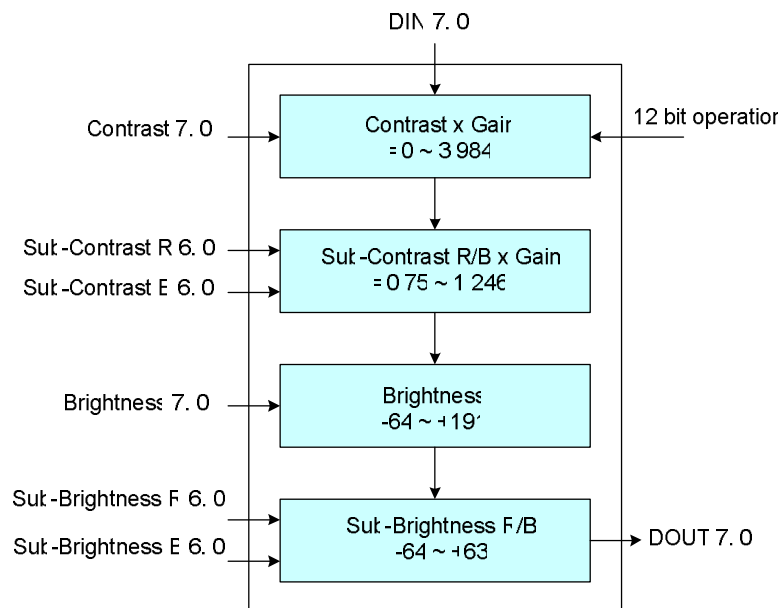 DIN 7. 0
Contrast 7. 0
Contrast x Gain
=0 ~ 3 984
12 bit operation
Sub-Contrast R 6. 0
Sub-Contrast B 6. 0
Sub-Contrast R/B x Gain
=0 75 ~ 1 246
Brightness 7. 0
Brightness
-64 ~ +191
Sub-Brightness R 6. 0
Sub-Brightness B 6. 0
Sub-Brightness R/B
-64 ~ +63
DOUT 7. 0